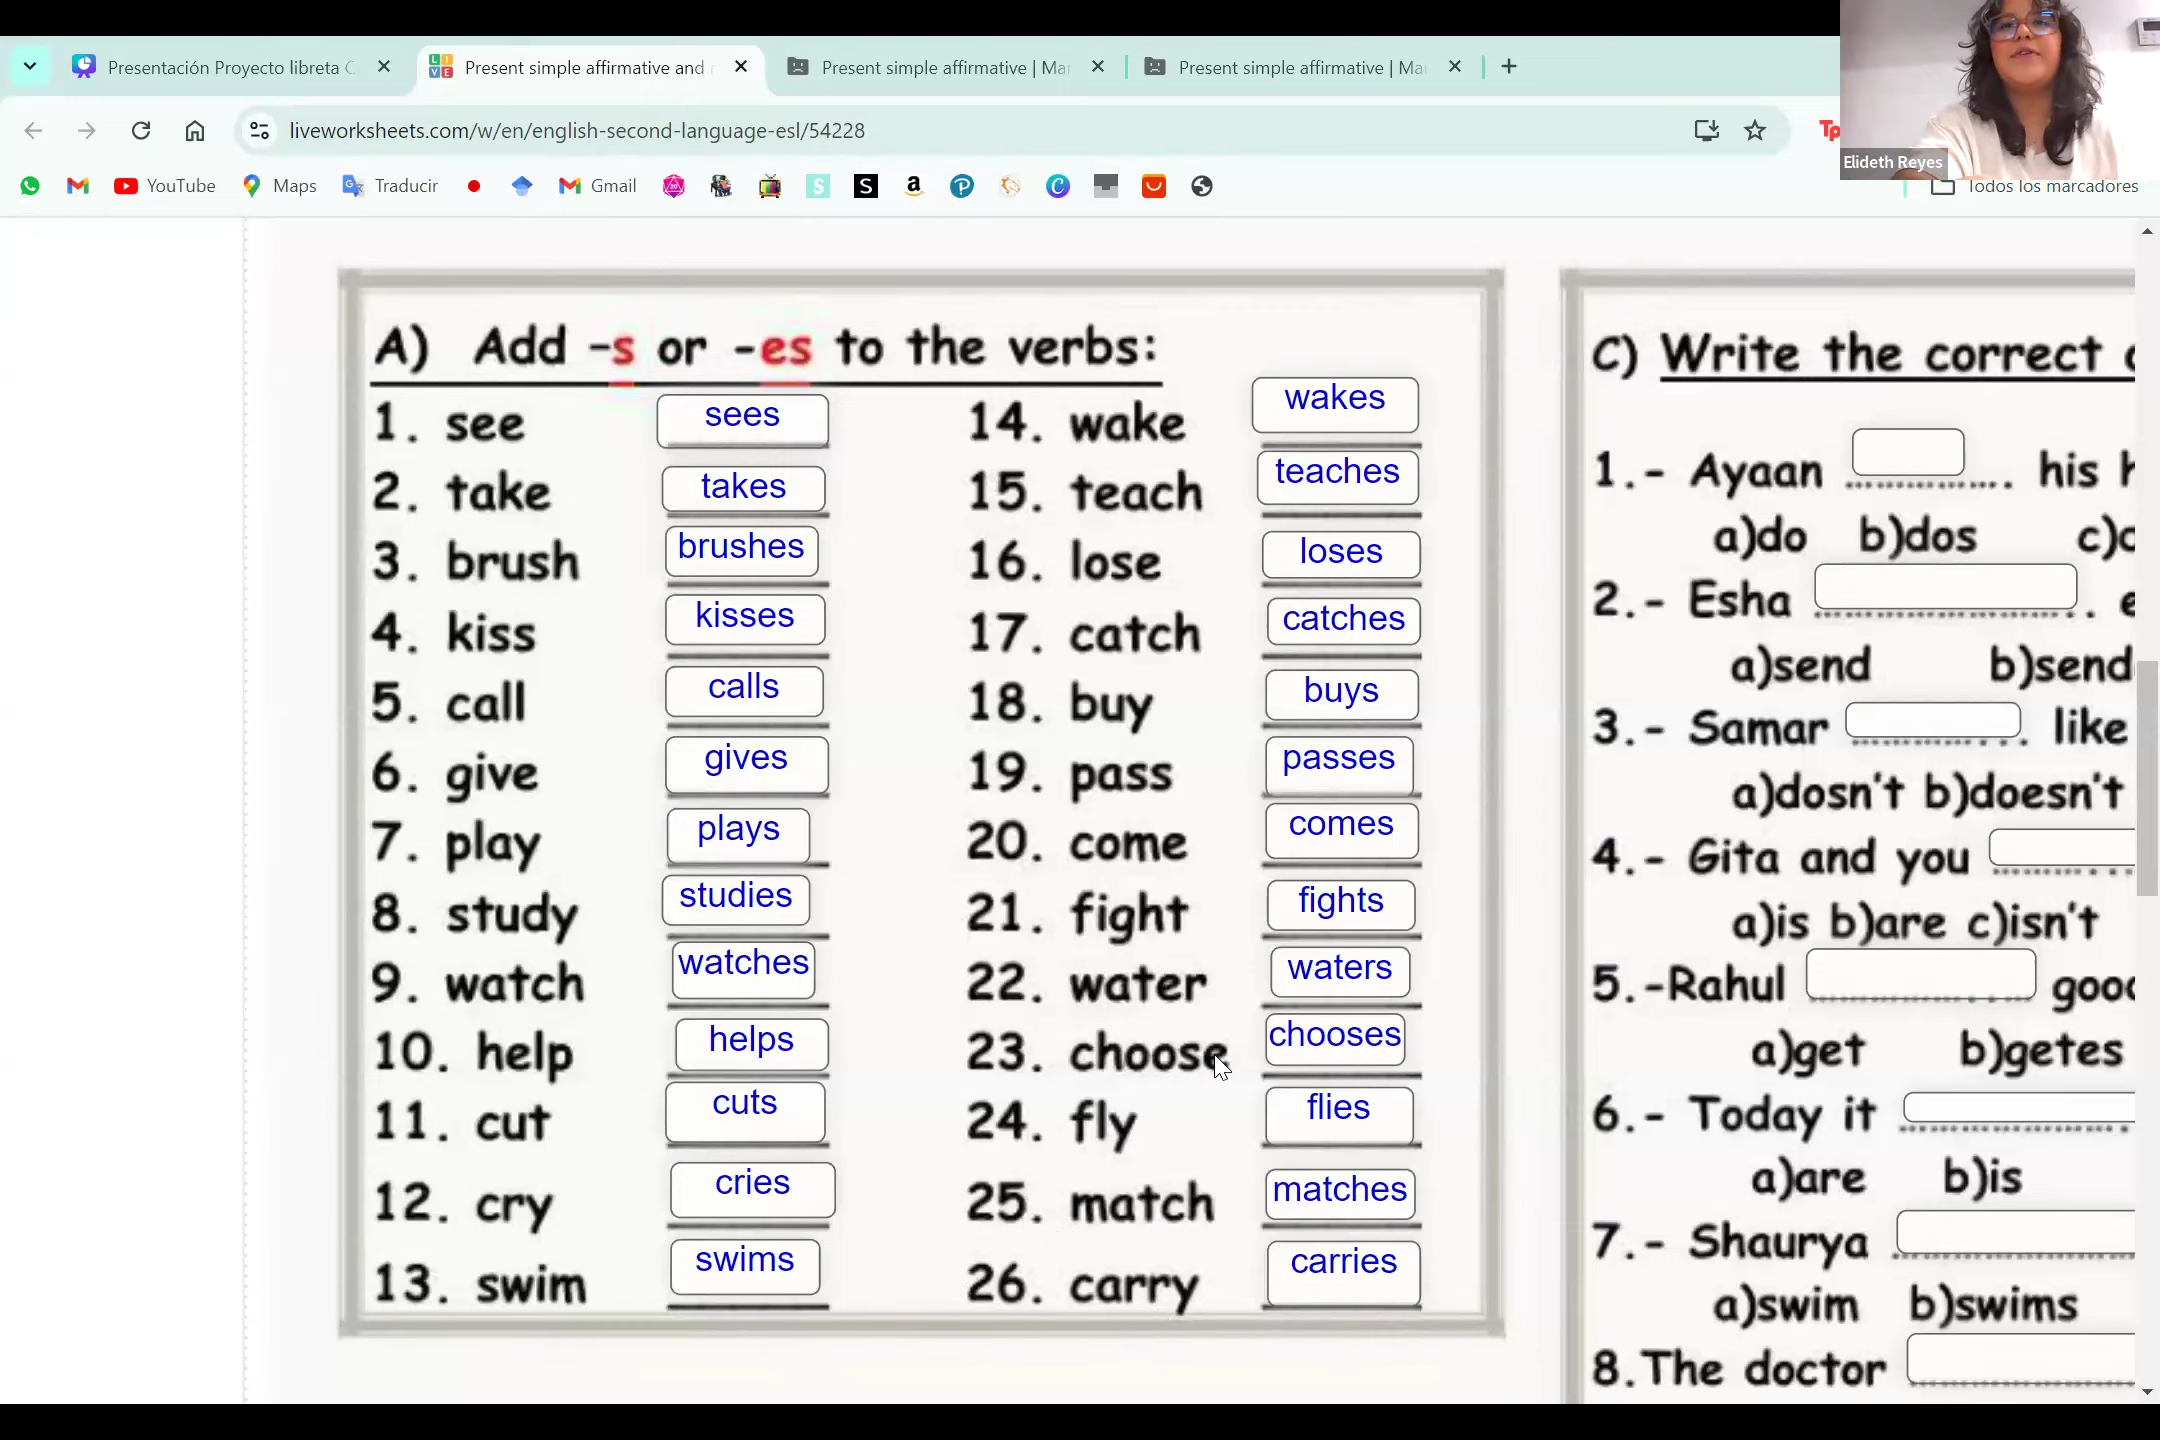 Presentación Proyecto libreta C
Present simple affirmative and
Present simple affirmative | Ma
Present simple affirmative | Ma
liveworksheets.com/w/en/english-second-language-esl/54228
Elideth Reyes
YouTube
Maps
Traducir
Gmail
Todos los marcadores
A) Add -s or -es to the verbs:
1. see sees
2. take takes
3. brush brushes
4. kiss kisses
5. call calls
6. give gives
7. play plays
8. study studies
9. watch watches
10. help helps
11. cut cuts
12. cry cries
13. swim swims
14. wake wakes
15. teach teaches
16. lose loses
17. catch catches
18. buy buys
19. pass passes
20. come comes
21. fight fights
22. water waters
23. choose chooses
24. fly flies
25. match matches
26. carry carries
C) Write the correct
1.- Ayaan ............. his
a)do b)dos
2.- Esha ............. 
a)send b)send
3.- Samar ............. like
a)dosn't b)doesn't
4.- Gita and you .............
a)is b)are c)isn't
5.-Rahul ............. good
a)get b)getes
6.- Today it .............
a)are b)is
7.- Shaurya .............
a)swim b)swims
8.The doctor .............